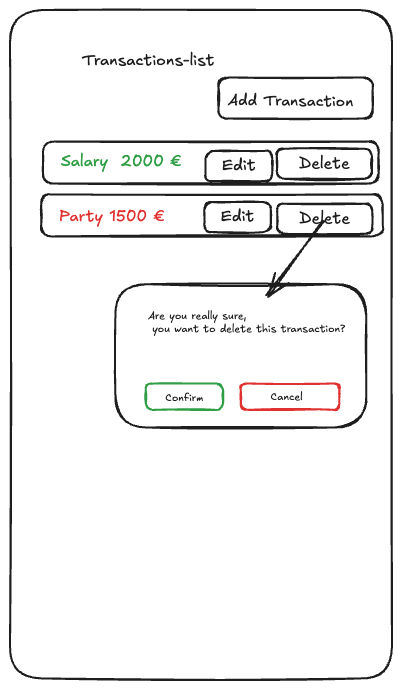 Transactions-list
Add Transaction
Salary 2000 € Edit Delete
Party 1500 € Edit Delete
Are you really sure,
you want to delete this transaction?
Confirm Cancel